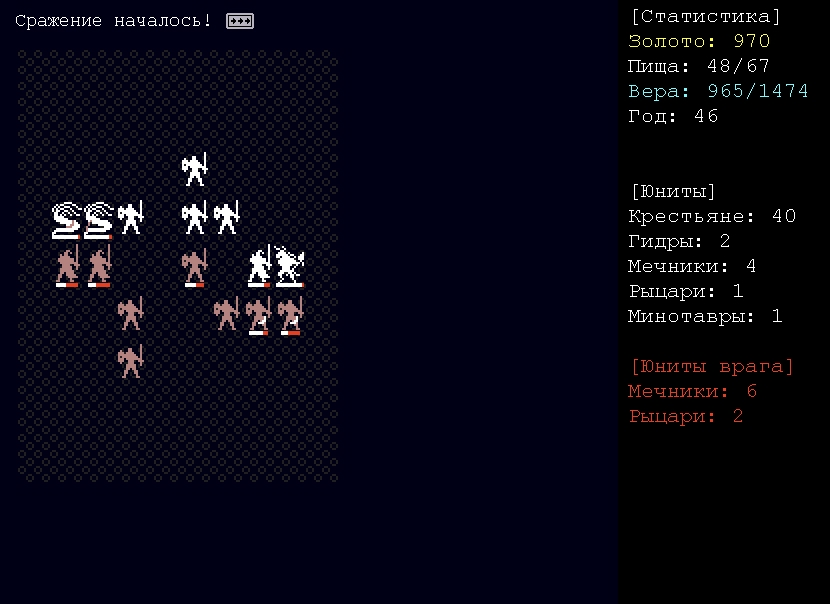 Сражение началось!
[Статистика]
Золото: 970
Пища: 48/67
Вера: 965/1474
Год: 46
[Юниты]
Крестьяне: 40
Гидры: 2
Мечники: 4
Рыцари: 1
Минотавры: 1
[Юниты врага]
Мечники: 6
Рыцари: 2